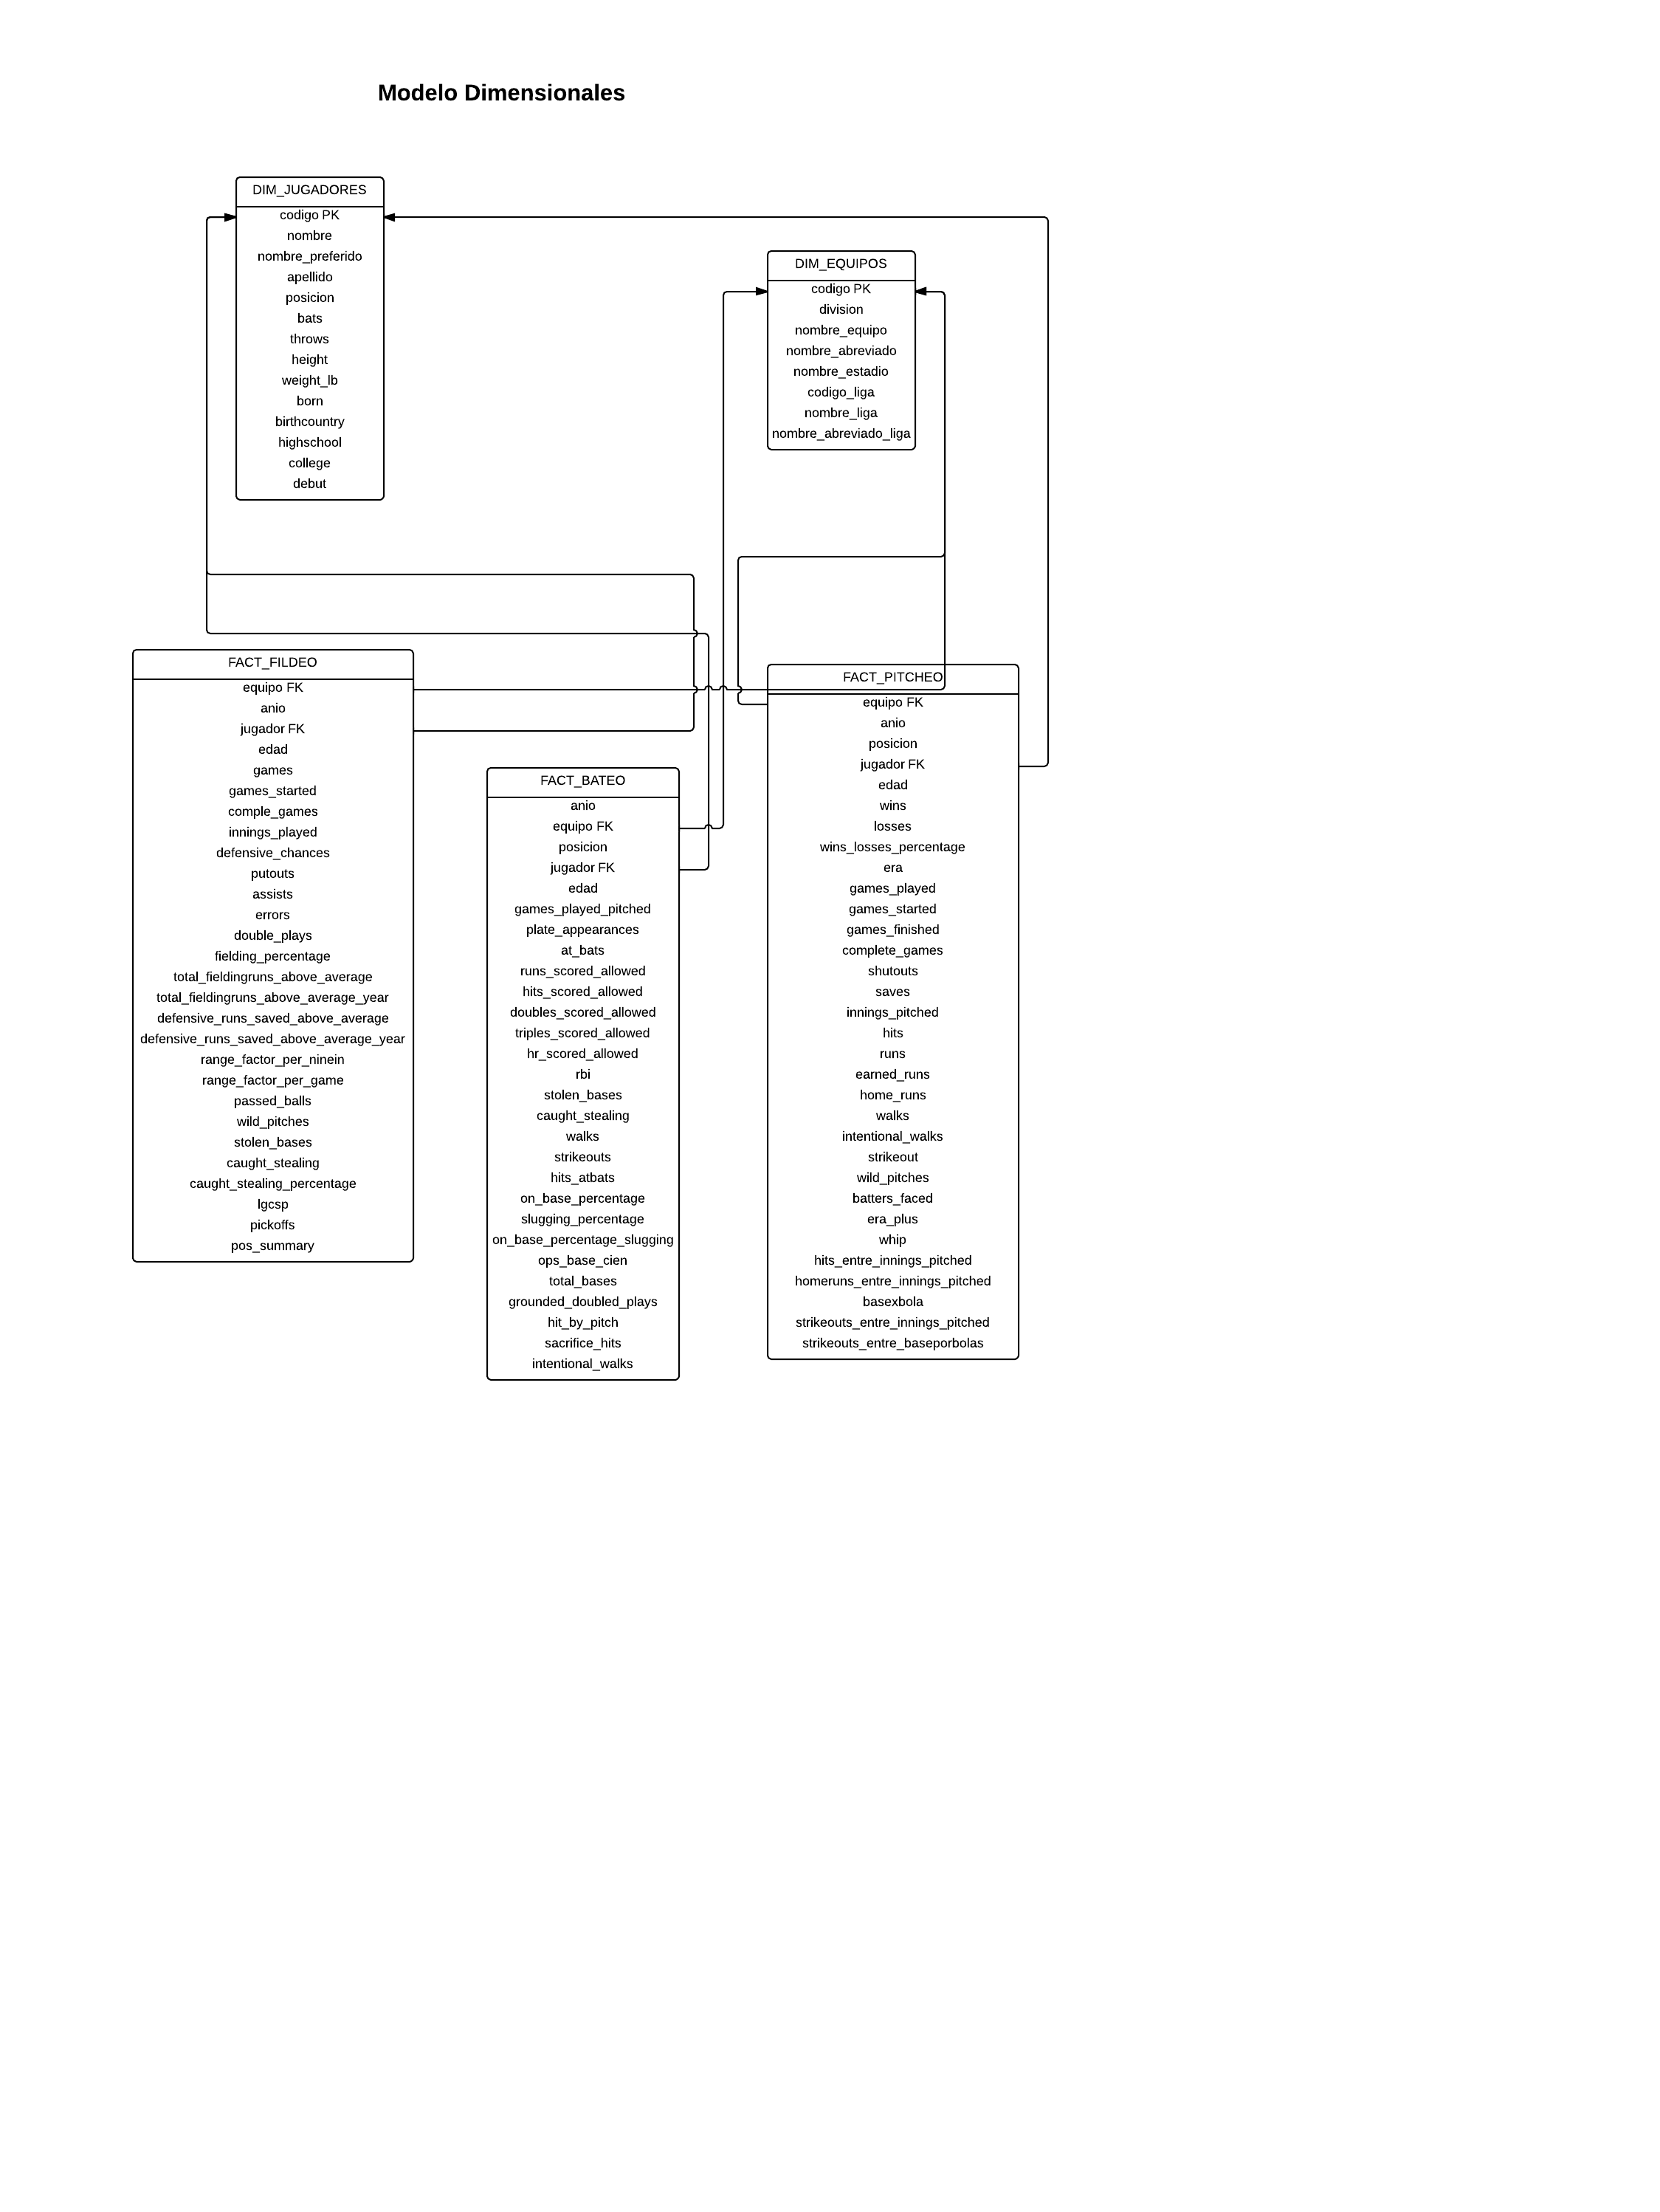 Modelo Dimensionales
DIM_JUGADORES
codigo PK
nombre
nombre_preferido
apellido
posicion
bats
throws
height
weight_lb
born
birthcountry
highschool
college
debut
DIM_EQUIPOS
codigo PK
division
nombre_equipo
nombre_abreviado
nombre_estadio
codigo_liga
nombre_liga
nombre_abreviado_liga
FACT_FILDEO
equipo FK
anio
jugador FK
edad
games
games_started
comple_games
innings_played
defensive_chances
putouts
assists
errors
double_plays
fielding_percentage
total_fieldingruns_above_average
total_fieldingruns_above_average_year
defensive_runs_saved_above_average
defensive_runs_saved_above_average_year
range_factor_per_ninein
range_factor_per_game
passed_balls
wild_pitches
stolen_bases
caught_stealing
caught_stealing_percentage
lgcsp
pickoffs
pos_summary
FACT_BATEO
anio
equipo FK
posicion
jugador FK
edad
games_played_pitched
plate_appearances
at_bats
runs_scored_allowed
hits_scored_allowed
doubles_scored_allowed
triples_scored_allowed
hr_scored_allowed
rbi
stolen_bases
caught_stealing
walks
strikeouts
hits_atbats
on_base_percentage
slugging_percentage
on_base_percentage_slugging
ops_base_cien
total_bases
grounded_doubled_plays
hit_by_pitch
sacrifice_hits
intentional_walks
FACT_PITCHEO
equipo FK
anio
posicion
jugador FK
edad
wins
losses
wins_losses_percentage
era
games_played
games_started
games_finished
complete_games
shutouts
saves
innings_pitched
hits
runs
earned_runs
home_runs
walks
intentional_walks
strikeout
wild_pitches
batters_faced
era_plus
whip
hits_entre_innings_pitched
homeruns_entre_innings_pitched
basexbola
strikeouts_entre_innings_pitched
strikeouts_entre_baseporbolas